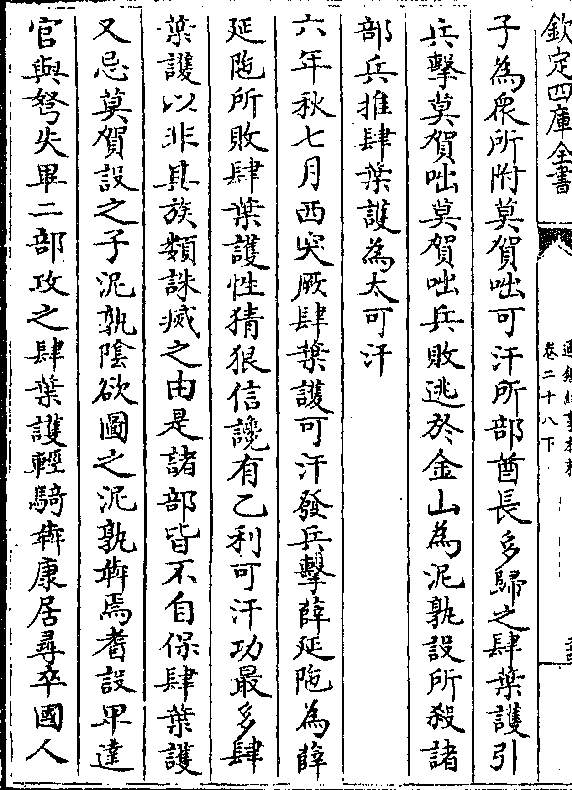 欽定四庫全書
卷二十八下
子為衆所附莫賀咄可汗所部酋長多歸之肆葉護引
兵擊莫賀咄莫賀咄兵敗逃於金山為泥孰設所殺諸
部兵推肆葉護為大可汗
六年秋七月西突厥肆葉護可汗發兵擊薛延陁為薛
延陁所敗肆葉護性猜狠信讒有乙利可汗功最多肆
葉護以非其族類誅滅之由是諸部皆不自保肆葉護
又忌莫賀設之子泥孰陰欲圖之泥孰奔焉耆設卑達
官與弩失畢二部攻之肆葉護輕騎奔康居尋卒國人